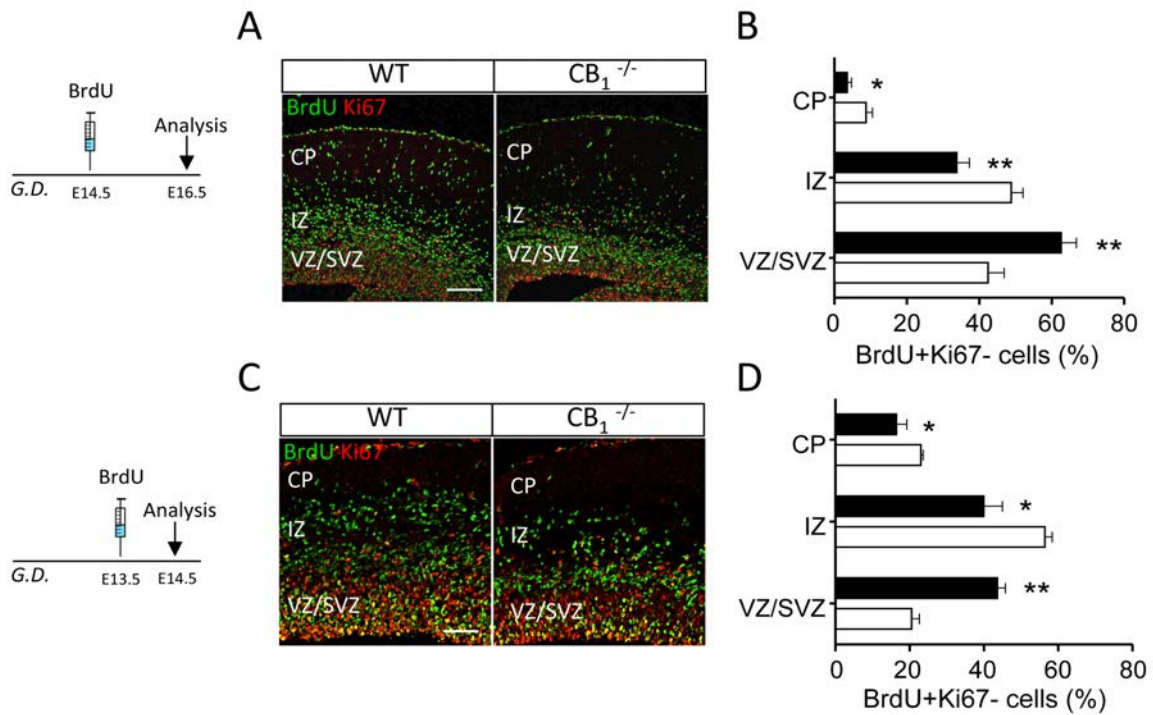 A
WT
CB1 -/-
BrdU
Analysis
G.D.
E14.5
E16.5
BrdU Ki67
CP
IZ
VZ/SVZ
CP
IZ
VZ/SVZ
B
CP
*
IZ
**
VZ/SVZ
**
0 20 40 60 80
BrdU+Ki67- cells (%)
C
WT
CB1 -/-
BrdU
Analysis
G.D.
E13.5
E14.5
BrdU Ki67
CP
IZ
VZ/SVZ
CP
IZ
VZ/SVZ
D
CP
*
IZ
*
VZ/SVZ
**
0 20 40 60 80
BrdU+Ki67- cells (%)